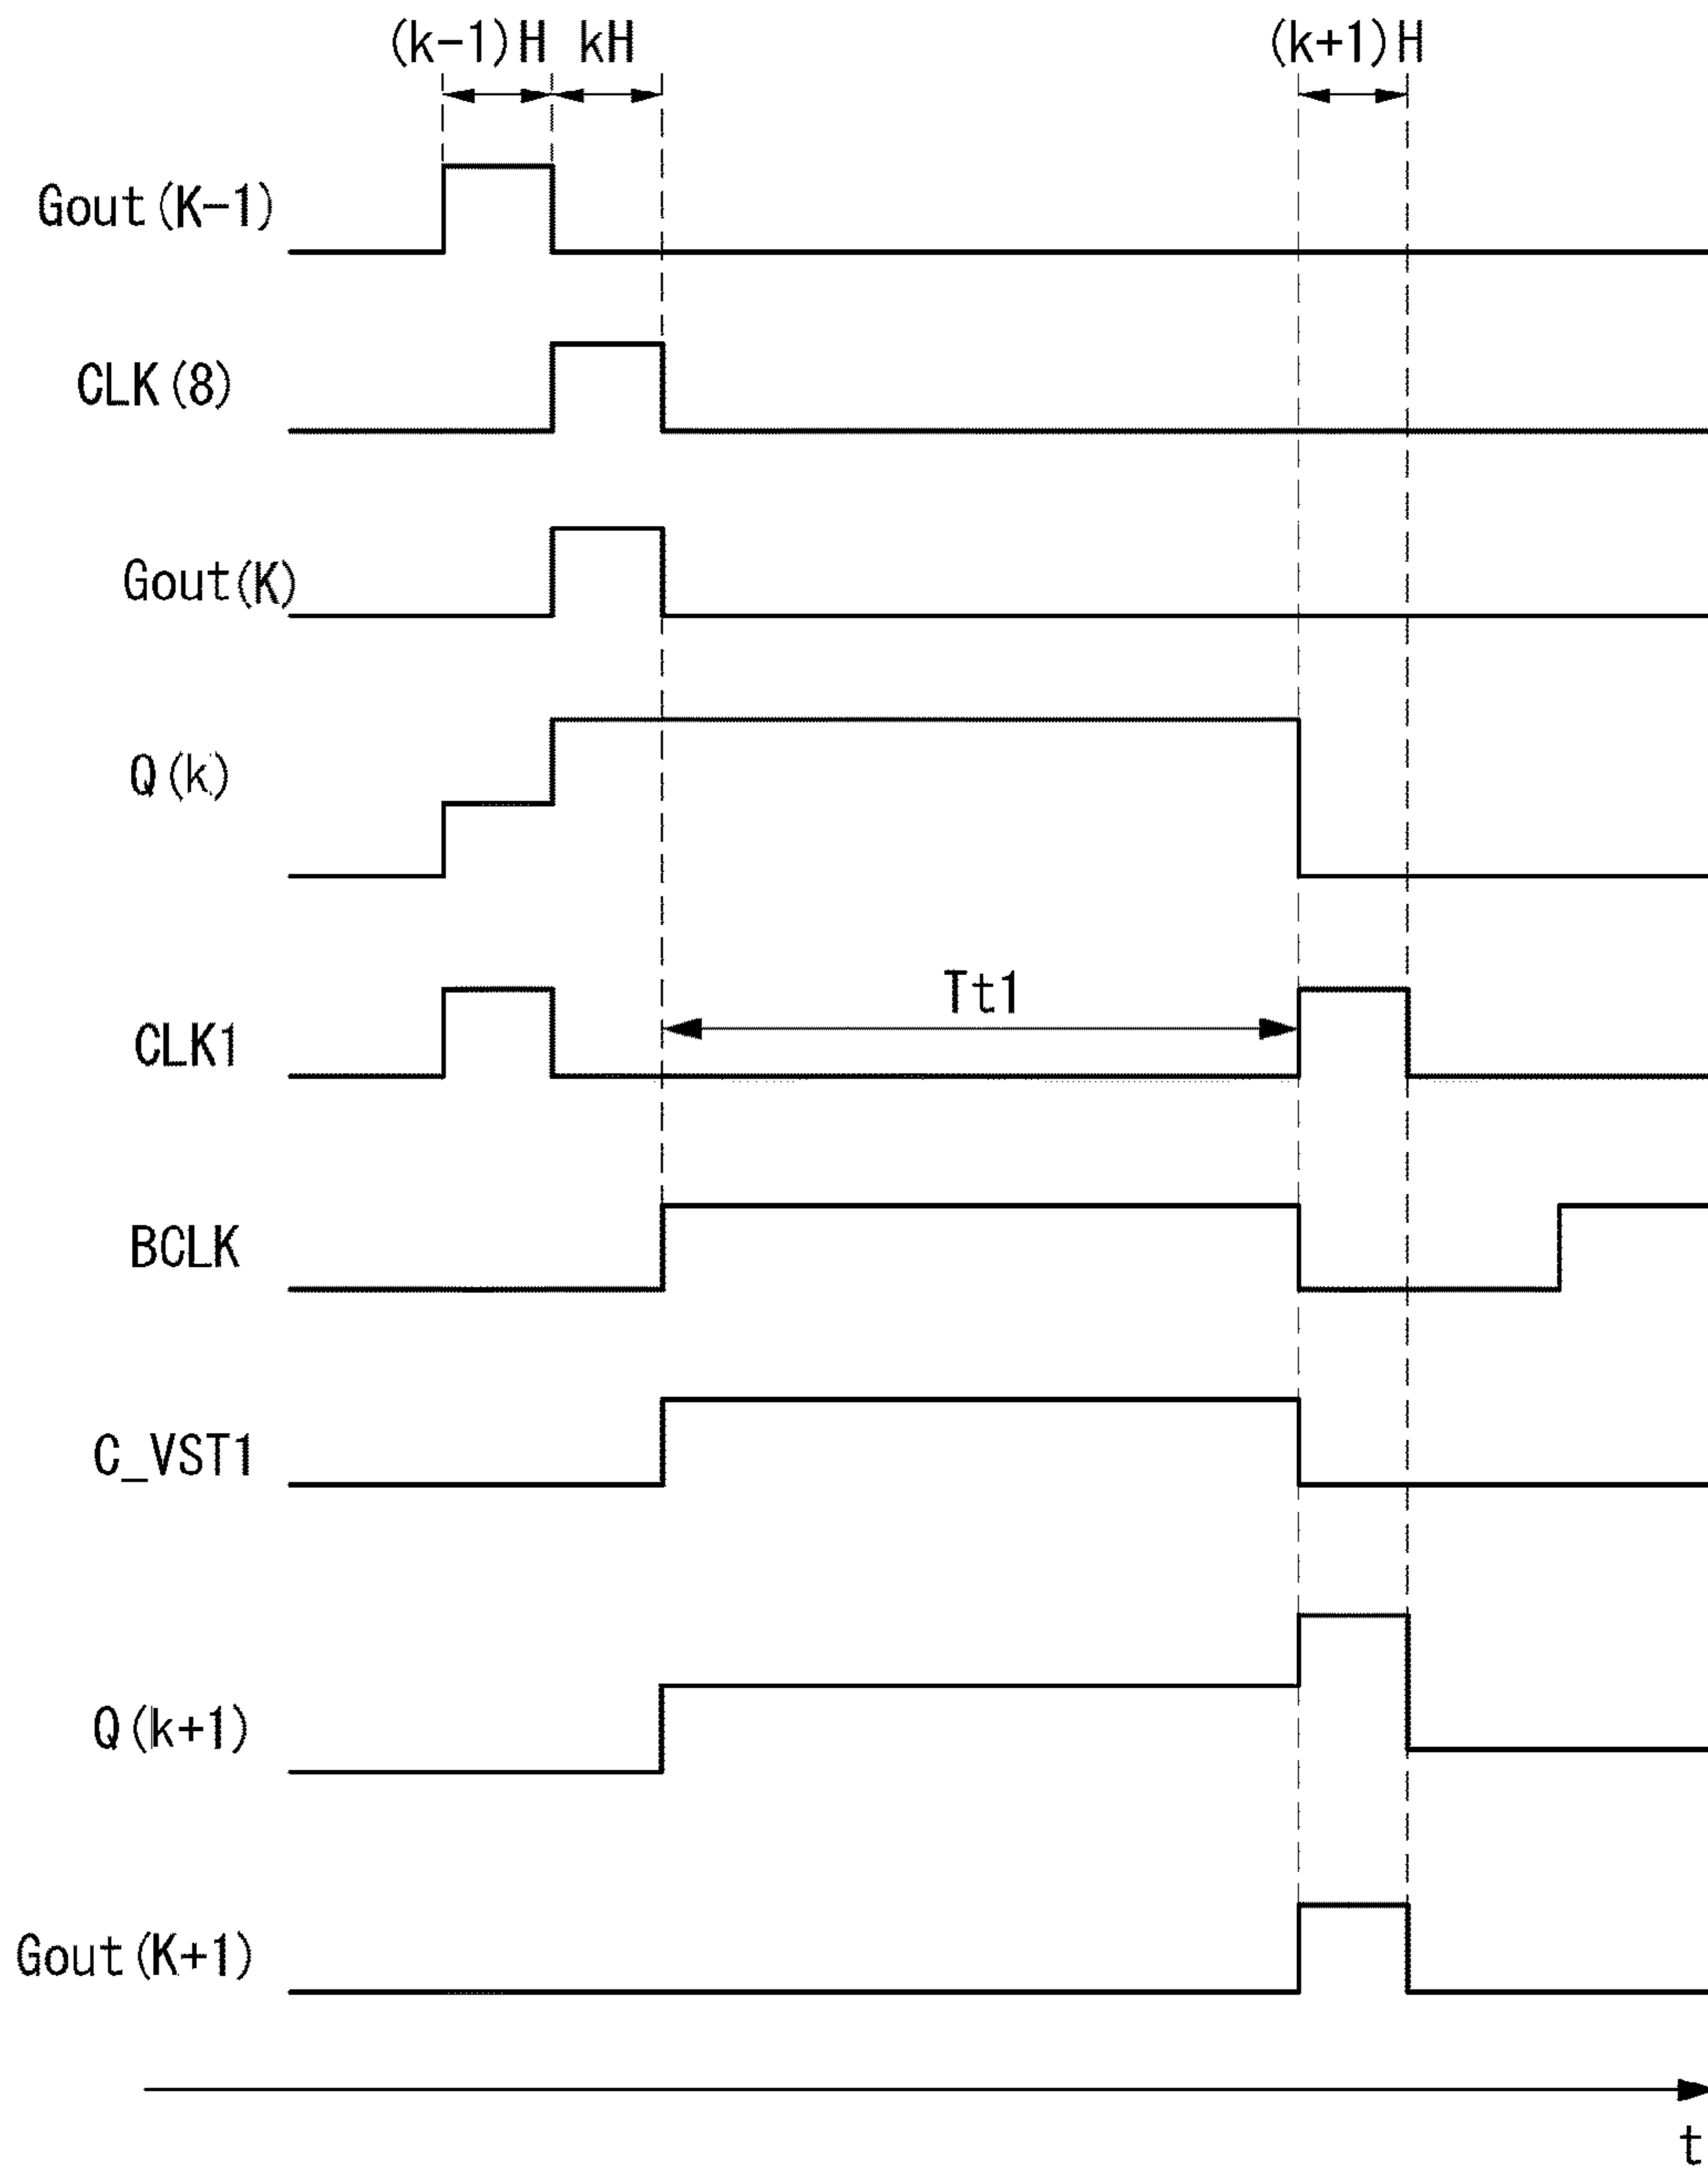 (k-1)H kH (k+1)H
Gout(K-1)
CLK(8)
Gout(K)
Q(k)
Tt1
CLK1
BCLK
C_VST1
Q(k+1)
Gout(K+1)
t